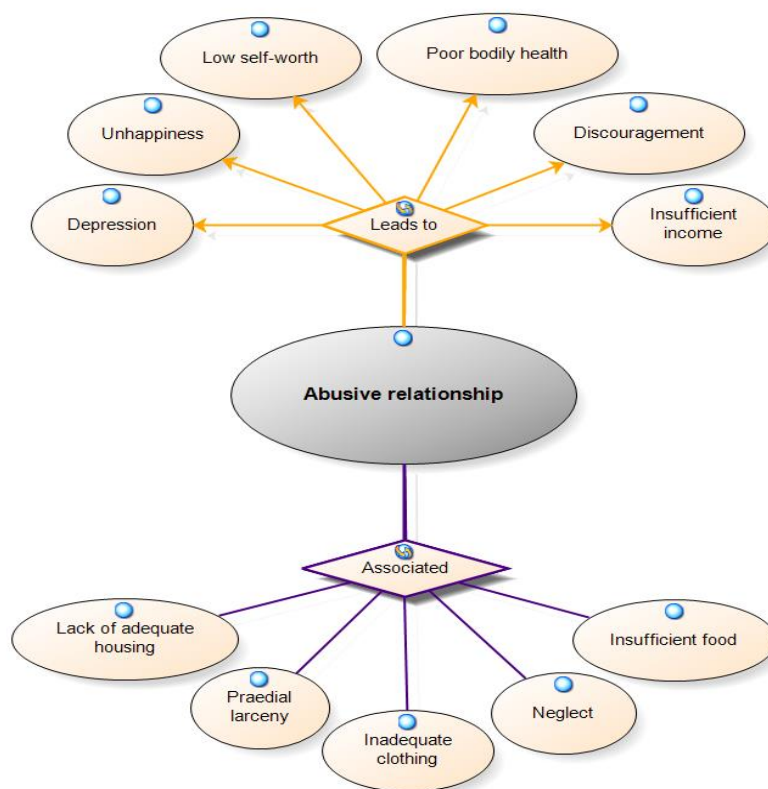 Low self-worth
Poor bodily health
Unhappiness
Discouragement
Depression
Leads to
Insufficient
income
Abusive relationship
Associated
Lack of adequate
housing
Insufficient food
Praedial
larceny
Neglect
Inadequate
clothing